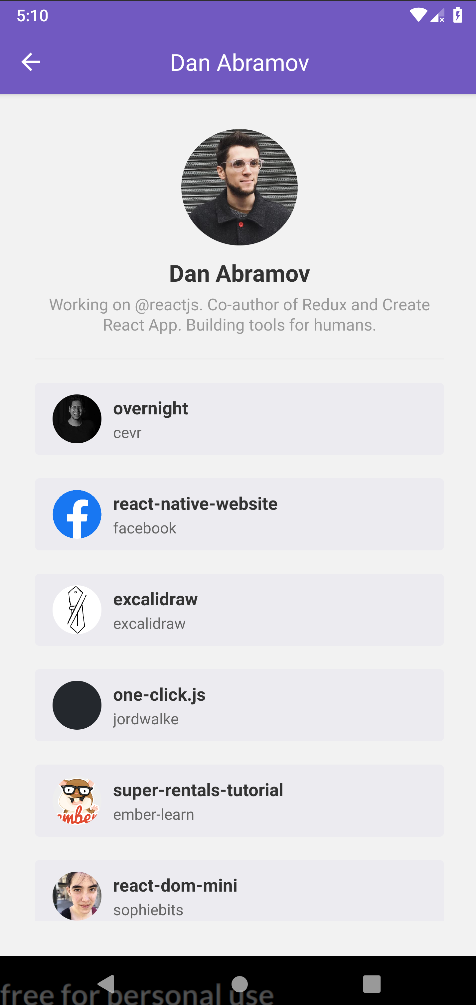 5:10
Dan Abramov
Dan Abramov
Working on @reactjs. Co-author of Redux and Create
React App. Building tools for humans.
overnight
cevr
react-native-website
facebook
excalidraw
excalidraw
one-click.js
jordwalke
super-rentals-tutorial
ember-learn
ember
react-dom-mini
sophiebits
free for personal use